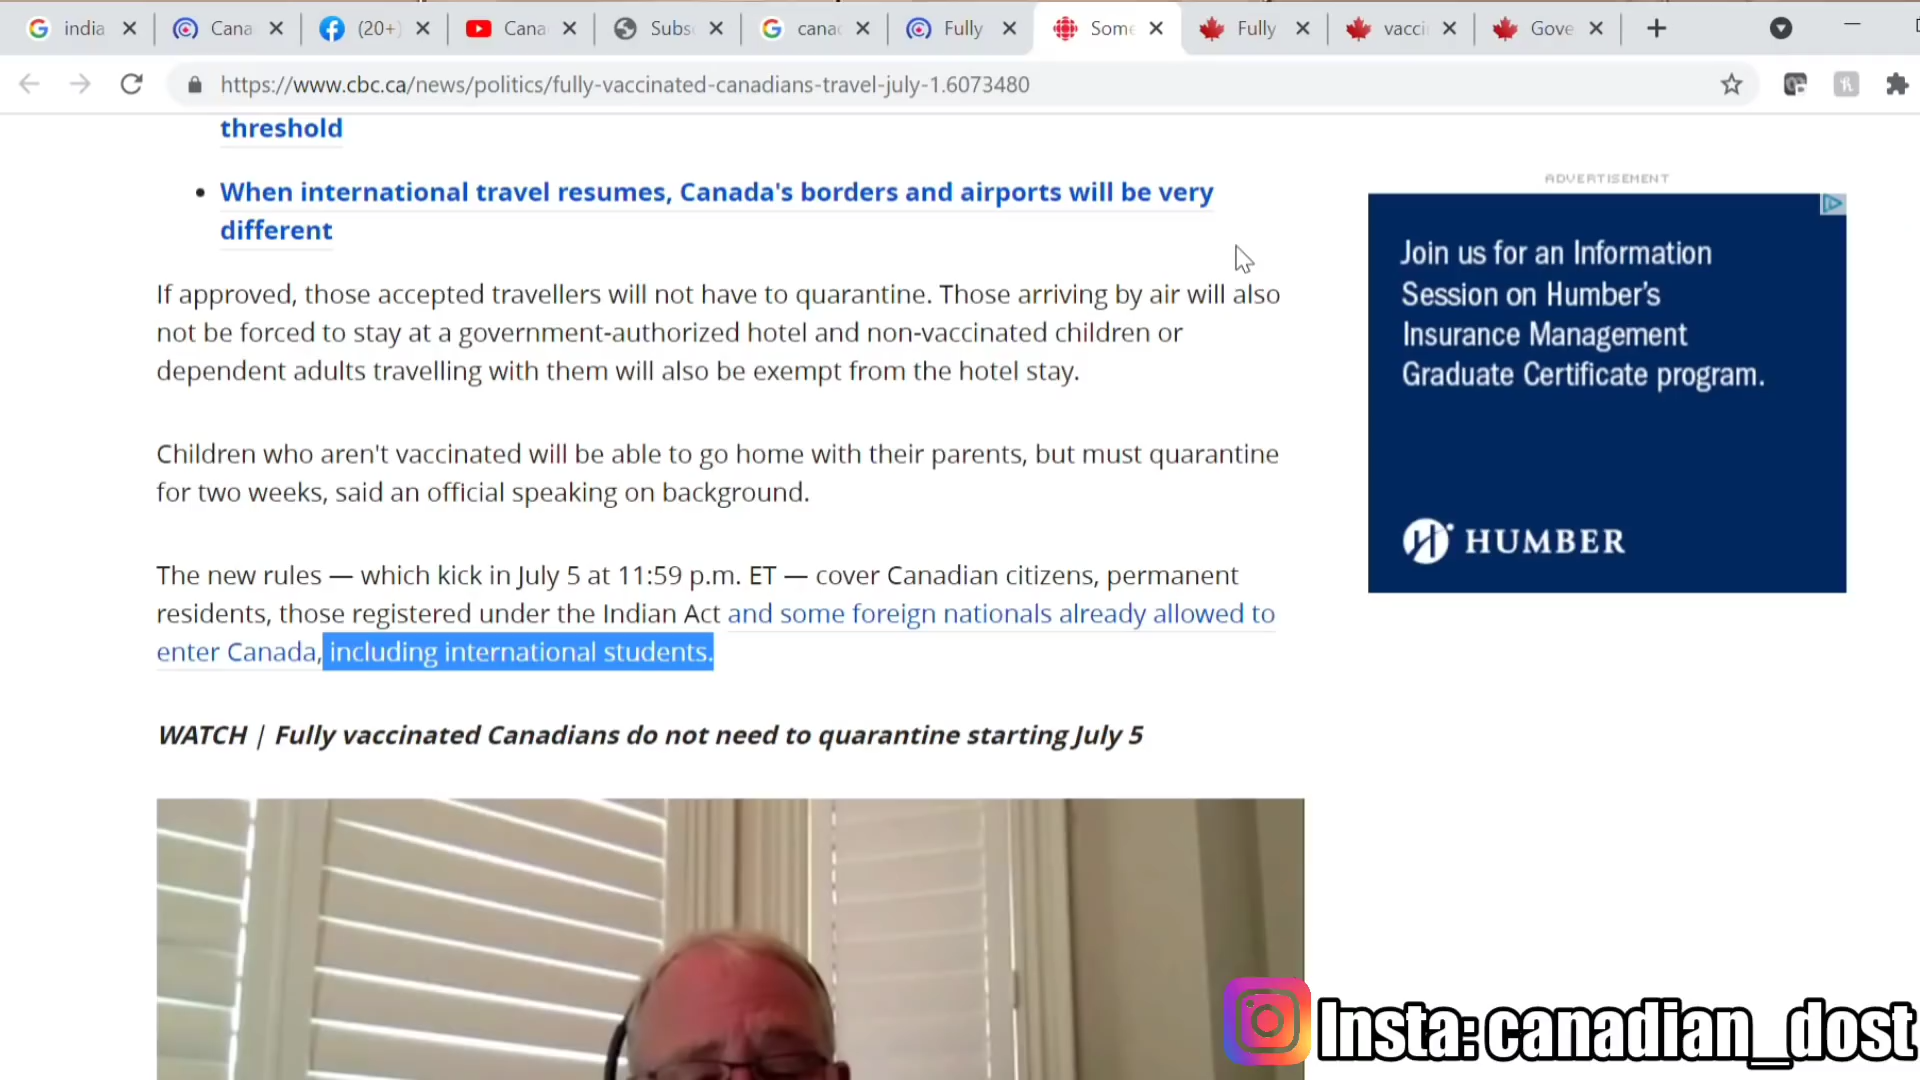 india
Cana
(20+)
Cana
Subs
canad
Fully
Some
Fully
vacci
Gove
https://www.cbc.ca/news/politics/fully-vaccinated-canadians-travel-july-1.6073480
threshold
When international travel resumes, Canada's borders and airports will be very
different
If approved, those accepted travellers will not have to quarantine. Those arriving by air will also
not be forced to stay at a government-authorized hotel and non-vaccinated children or
dependent adults travelling with them will also be exempt from the hotel stay.
Children who aren't vaccinated will be able to go home with their parents, but must quarantine
for two weeks, said an official speaking on background.
The new rules — which kick in July 5 at 11:59 p.m. ET — cover Canadian citizens, permanent
residents, those registered under the Indian Act and some foreign nationals already allowed to
enter Canada, including international students.
WATCH | Fully vaccinated Canadians do not need to quarantine starting July 5
ADVERTISEMENT
Join us for an Information
Session on Humber's
Insurance Management
Graduate Certificate program.
HUMBER
Insta: canadian_dost